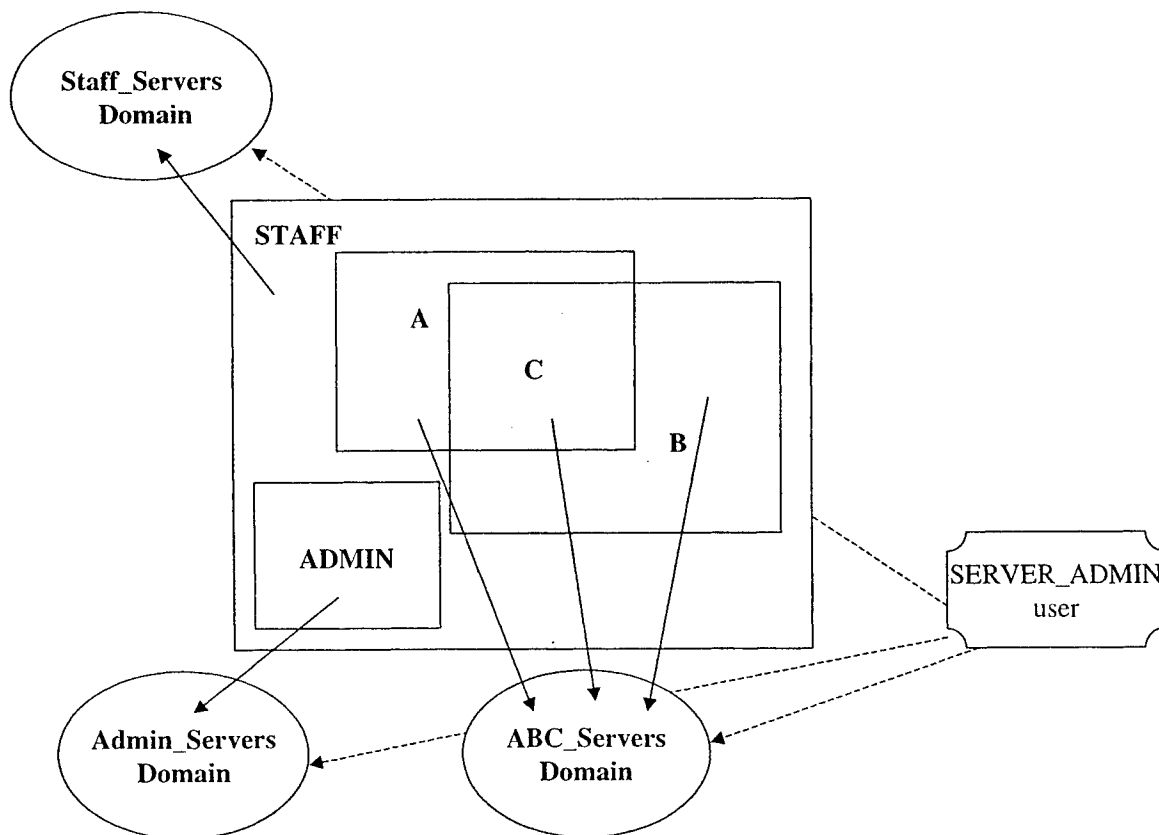 Staff_Servers
Domain
STAFF
A
C
B
ADMIN
SERVER_ADMIN
user
Admin_Servers
Domain
ABC_Servers
Domain